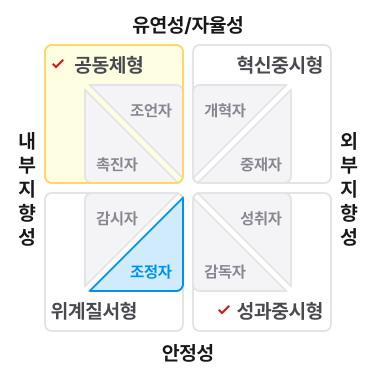 유연성/자율성
공동체형
혁신중시형
조언자
개혁자
촉진자
중재자
내부지향성
외부지향성
감시자
성취자
조정자
감독자
위계질서형
성과중시형
안정성